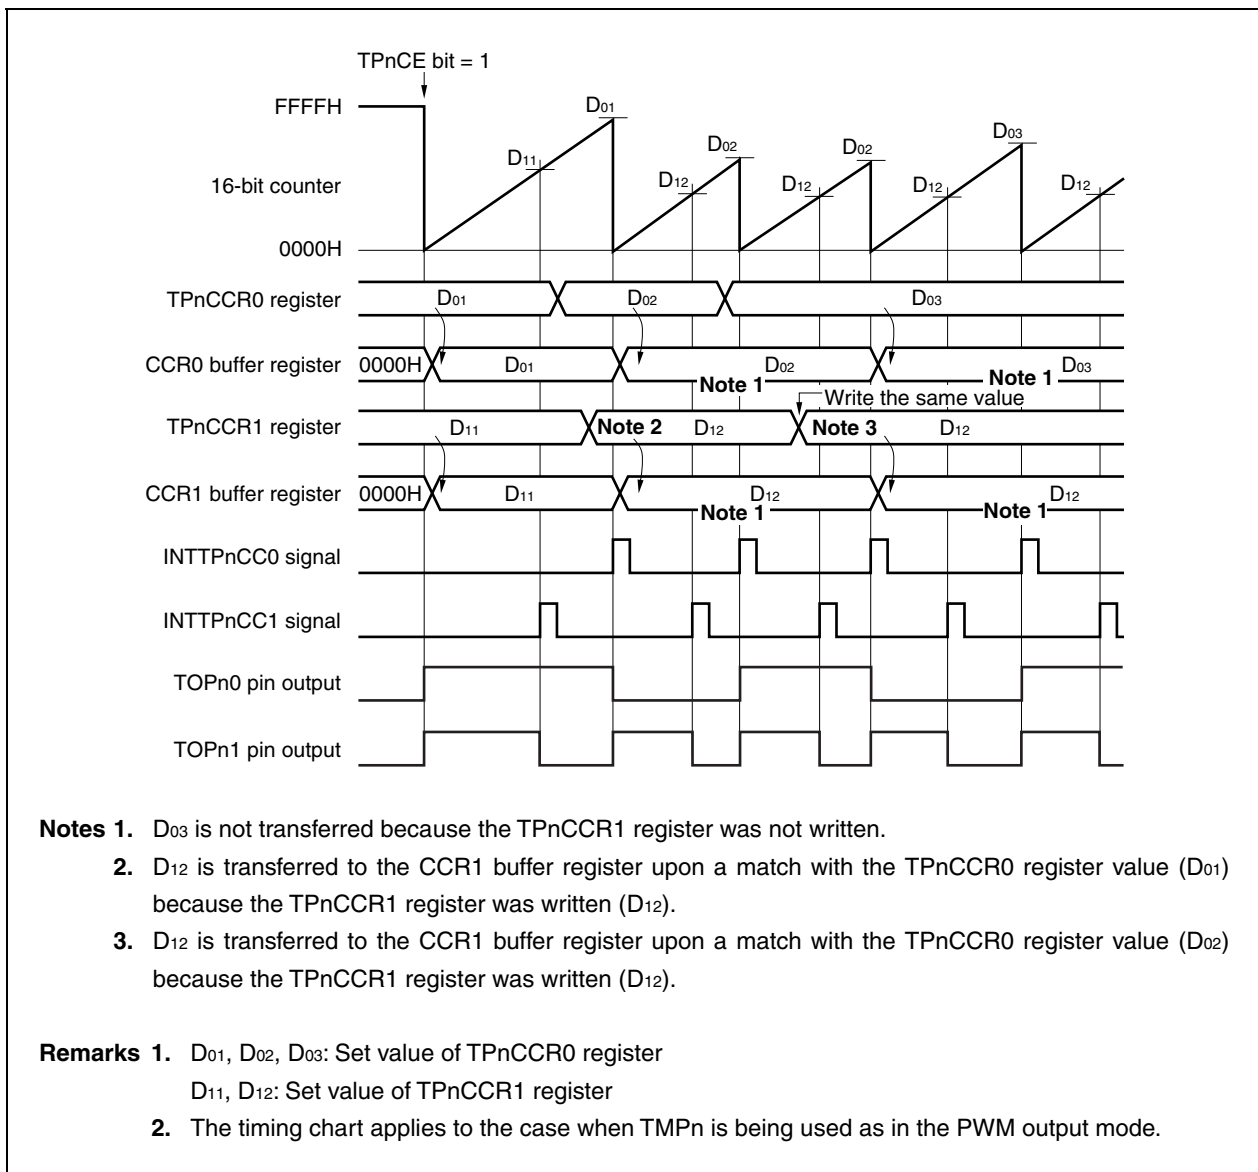 TPnCE bit = 1
FFFFH
D01
D11
D02
D12
D02
D12
D03
D12
D12
16-bit counter
0000H
TPnCCR0 register
D01
D02
D03
CCR0 buffer register
0000H
D01
D02
D03
Note 1
Note 1
Write the same value
TPnCCR1 register
D11
Note 2
D12
Note 3
D12
CCR1 buffer register
0000H
D11
D12
D12
Note 1
Note 1
INTTPnCC0 signal
INTTPnCC1 signal
TOPn0 pin output
TOPn1 pin output
Notes 1. D03 is not transferred because the TPnCCR1 register was not written.
2. D12 is transferred to the CCR1 buffer register upon a match with the TPnCCR0 register value (D01)
because the TPnCCR1 register was written (D12).
3. D12 is transferred to the CCR1 buffer register upon a match with the TPnCCR0 register value (D02)
because the TPnCCR1 register was written (D12).
Remarks 1. D01, D02, D03: Set value of TPnCCR0 register
D11, D12: Set value of TPnCCR1 register
2. The timing chart applies to the case when TMPn is being used as in the PWM output mode.